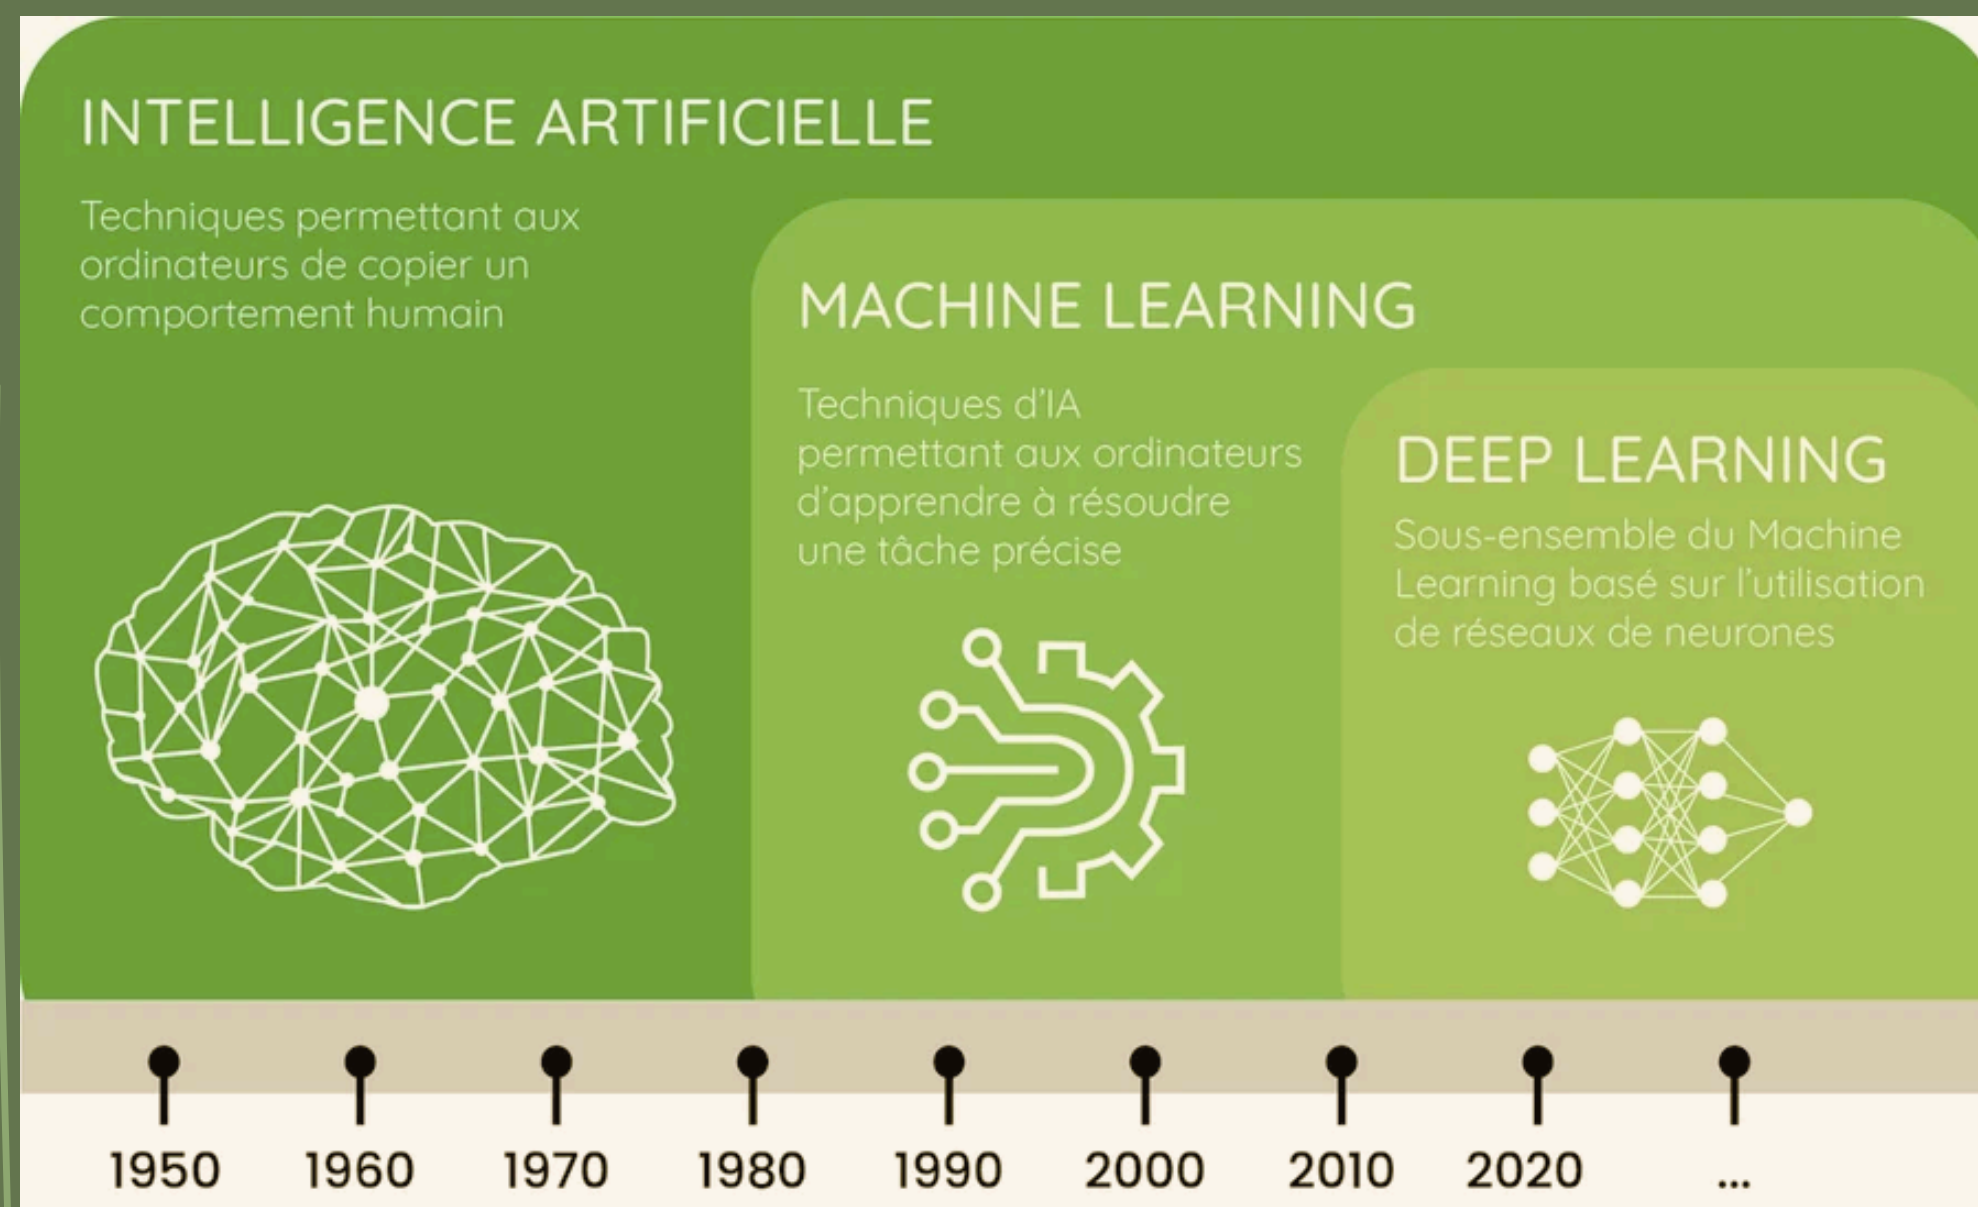 INTELLIGENCE ARTIFICIELLE
Techniques permettant aux
ordinateurs de copier un
comportement humain
MACHINE LEARNING
Techniques d'IA
permettant aux ordinateurs
d'apprendre à résoudre
une tâche précise
DEEP LEARNING
Sous-ensemble du Machine
Learning basé sur l'utilisation
de réseaux de neurones
1950 1960 1970 1980 1990 2000 2010 2020 ...